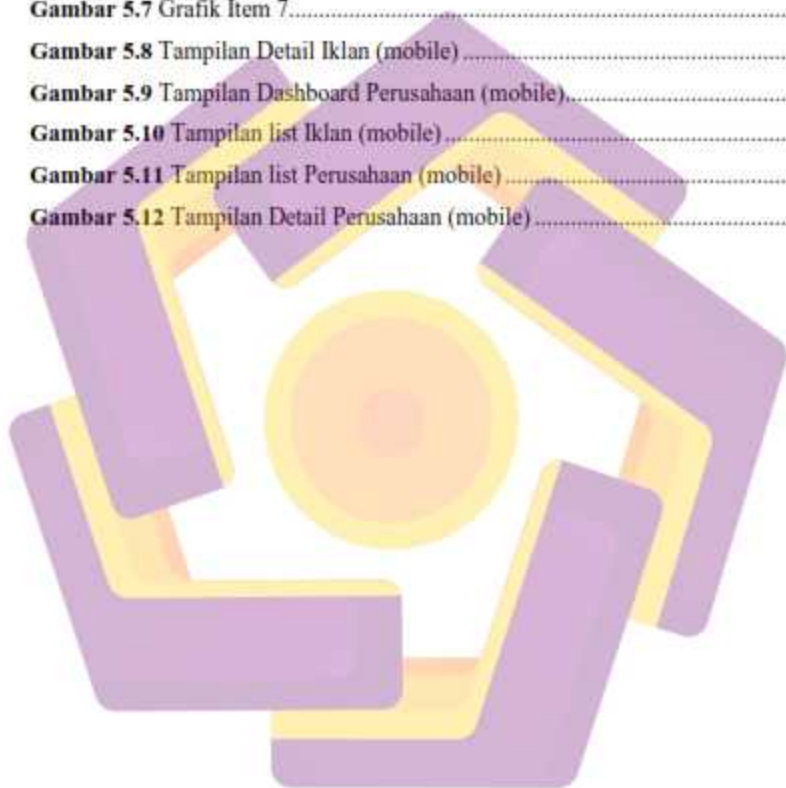 Gambar 5.7 Grafik Item 7................................................................................
Gambar 5.8 Tampilan Detail Iklan (mobile)....................................................
Gambar 5.9 Tampilan Dashboard Perusahaan (mobile)..................................
Gambar 5.10 Tampilan list Iklan (mobile).......................................................
Gambar 5.11 Tampilan list Perusahaan (mobile).............................................
Gambar 5.12 Tampilan Detail Perusahaan (mobile)........................................